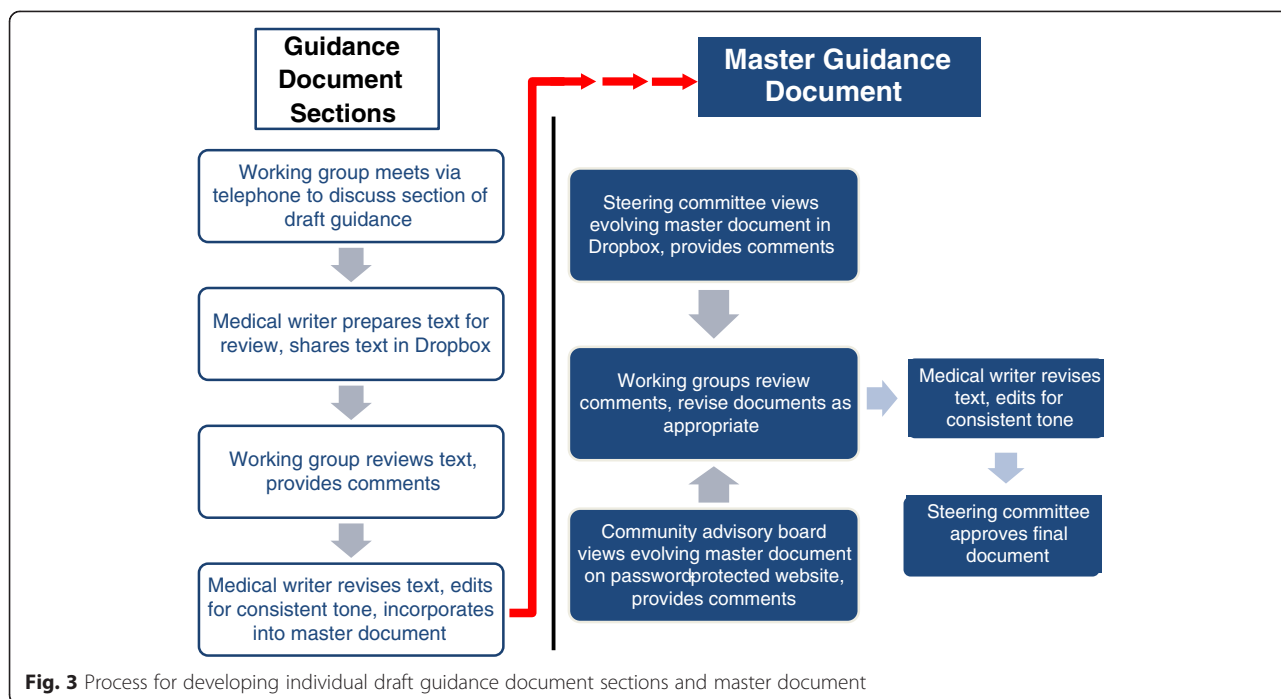 Guidance
Document
Sections
Working group meets via
telephone to discuss section of
draft guidance
Medical writer prepares text for
review, shares text in Dropbox
Working group reviews text,
provides comments
Medical writer revises text, edits
for consistent tone, incorporates
into master document
Master Guidance
Document
Steering committee views
evolving master document in
Dropbox, provides comments
Working groups review
comments, revise documents as
appropriate
Community advisory board
views evolving master document
on passwordprotected website,
provides comments
Medical writer revises
text, edits for
consistent tone
Steering committee
approves final
document
Fig. 3 Process for developing individual draft guidance document sections and master document